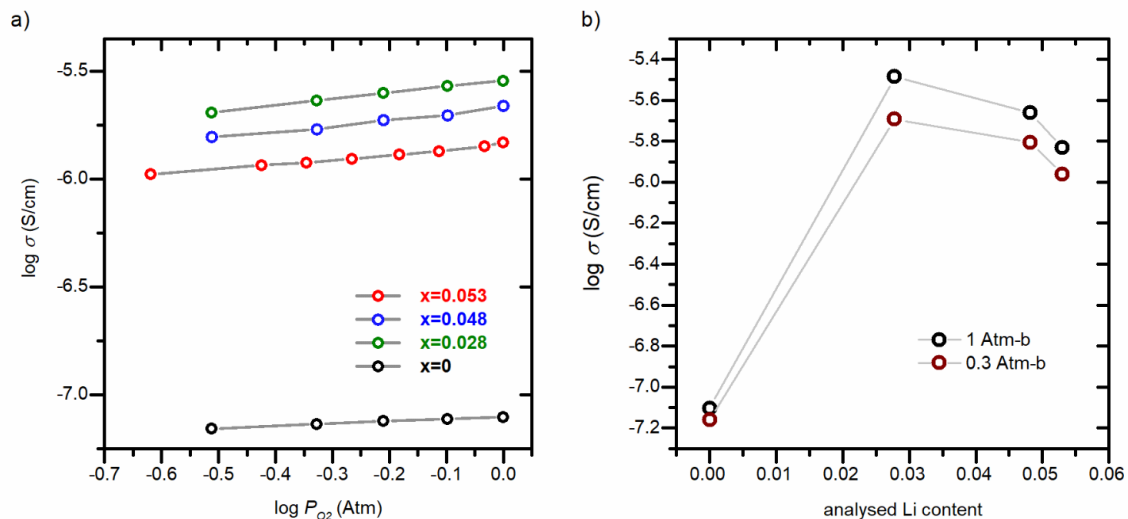 a)
log σ (S/cm)
-5.5
-6.0
-6.5
-7.0
x=0.053
x=0.048
x=0.028
x=0
-0.7 -0.6 -0.5 -0.4 -0.3 -0.2 -0.1 0.0
log P_O2 (Atm)
b)
log σ (S/cm)
-5.4
-5.6
-5.8
-6.0
-6.2
-6.4
-6.6
-6.8
-7.0
-7.2
1 Atm-b
0.3 Atm-b
0.00 0.01 0.02 0.03 0.04 0.05 0.06
analysed Li content